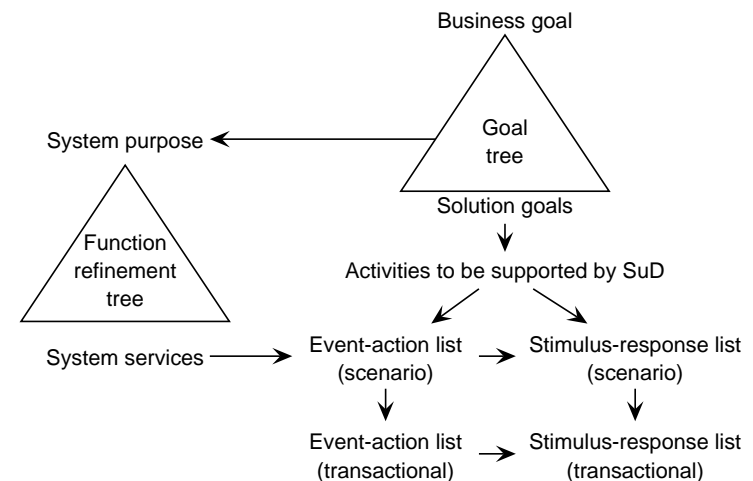 Business goal
Goal
tree
System purpose
Solution goals
Function
refinement
tree
Activities to be supported by SuD
System services
Event-action list
(scenario)
Stimulus-response list
(scenario)
Event-action list
(transactional)
Stimulus-response list
(transactional)